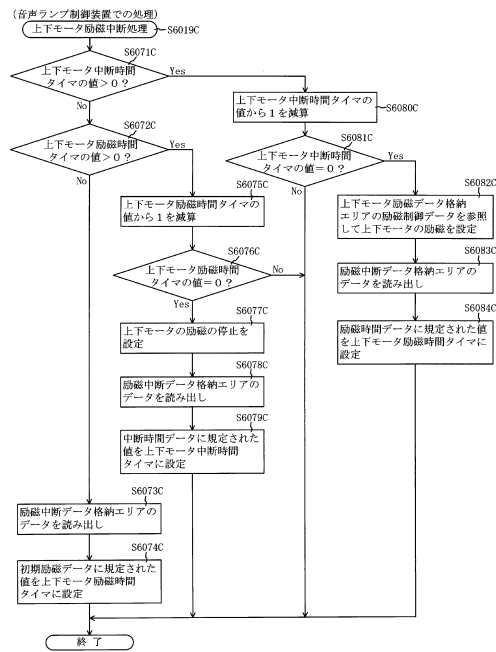 (音声ランプ制御装置での処理)
上下モータ励磁中断処理
S6019C
S6071C
上下モータ中断時間
タイマの値>0?
Yes
No
S6072C
上下モータ励磁時間
タイマの値>0?
Yes
No
S6080C
上下モータ中断時間タイマの
値から1を減算
S6081C
上下モータ中断時間
タイマの値=0?
Yes
No
S6075C
上下モータ励磁時間タイマの
値から1を減算
S6076C
上下モータ励磁時間
タイマの値=0?
No
Yes
S6082C
上下モータ励磁データ格納
エリアの励磁制御データを参照
して上下モータの励磁を設定
S6083C
励磁中断データ格納エリアの
データを読み出し
S6084C
励磁時間データに規定された値
を上下モータ励磁時間タイマに
設定
S6077C
上下モータの励磁の停止を
設定
S6078C
励磁中断データ格納エリアの
データを読み出し
S6079C
中断時間データに規定された
値を上下モータ中断時間
タイマに設定
S6073C
励磁中断データ格納エリアの
データを読み出し
S6074C
初期励磁データに規定された
値を上下モータ励磁時間
タイマに設定
終了